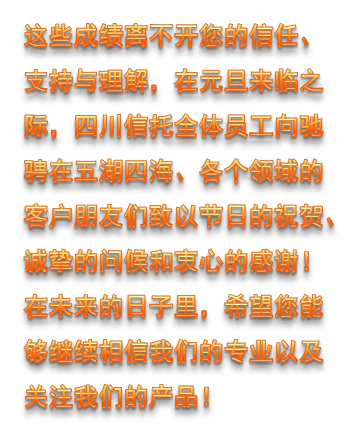 这些成绩离不开您的信任、
支持与理解，在元旦来临之
际，四川信托全体员工向驰
骋在五湖四海、各个领域的
客户朋友们致以节日的祝贺、
诚挚的问候和衷心的感谢！
在未来的日子里，希望您能
够继续相信我们的专业以及
关注我们的产品！